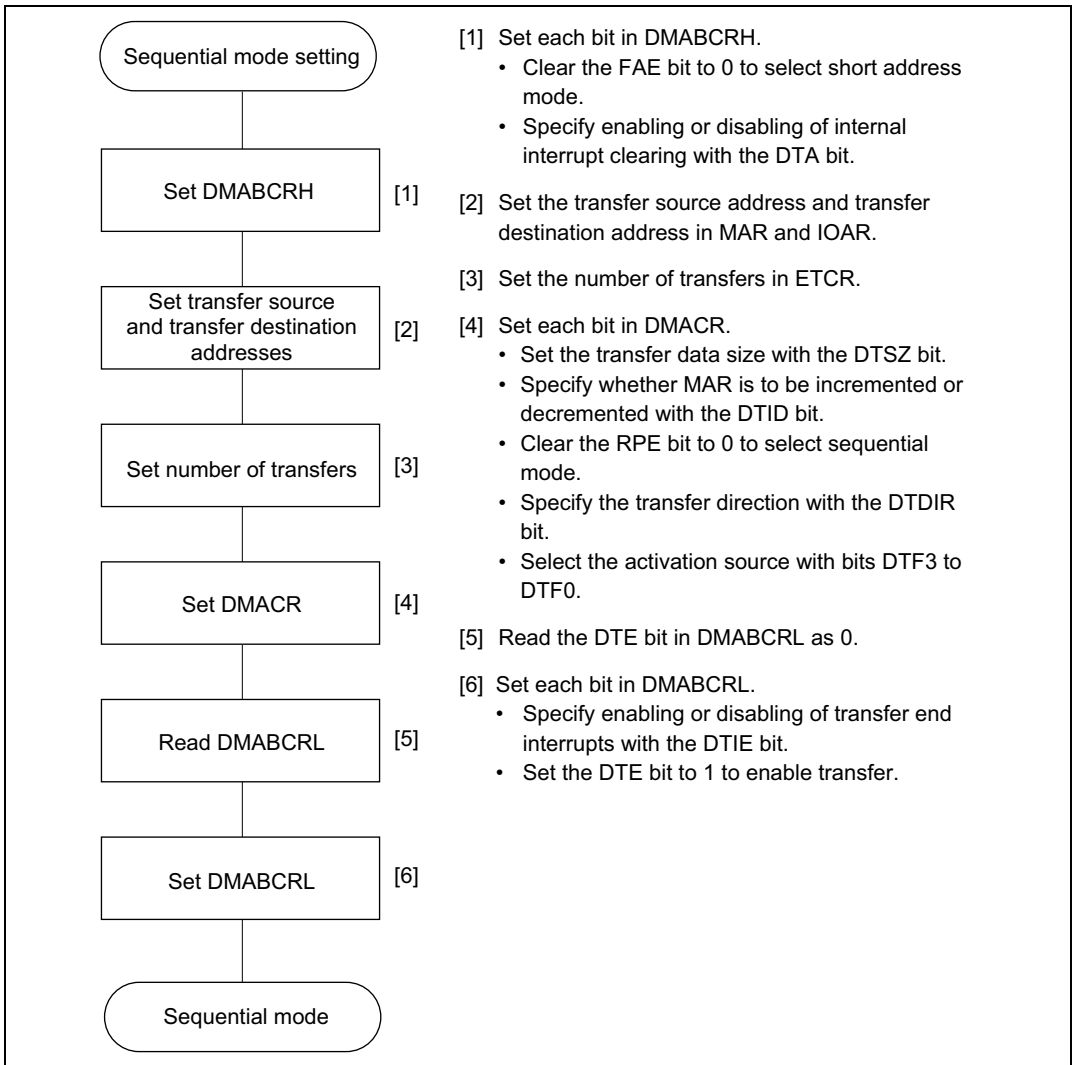 Sequential mode setting
Set DMABCRH
[1]
Set transfer source
and transfer destination
addresses
[2]
Set number of transfers
[3]
Set DMACR
[4]
Read DMABCRL
[5]
Set DMABCRL
[6]
Sequential mode
[1] Set each bit in DMABCRH.
• Clear the FAE bit to 0 to select short address
mode.
• Specify enabling or disabling of internal
interrupt clearing with the DTA bit.
[2] Set the transfer source address and transfer
destination address in MAR and IOAR.
[3] Set the number of transfers in ETCR.
[4] Set each bit in DMACR.
• Set the transfer data size with the DTSZ bit.
• Specify whether MAR is to be incremented or
decremented with the DTID bit.
• Clear the RPE bit to 0 to select sequential
mode.
• Specify the transfer direction with the DTDIR
bit.
• Select the activation source with bits DTF3 to
DTF0.
[5] Read the DTE bit in DMABCRL as 0.
[6] Set each bit in DMABCRL.
• Specify enabling or disabling of transfer end
interrupts with the DTIE bit.
• Set the DTE bit to 1 to enable transfer.